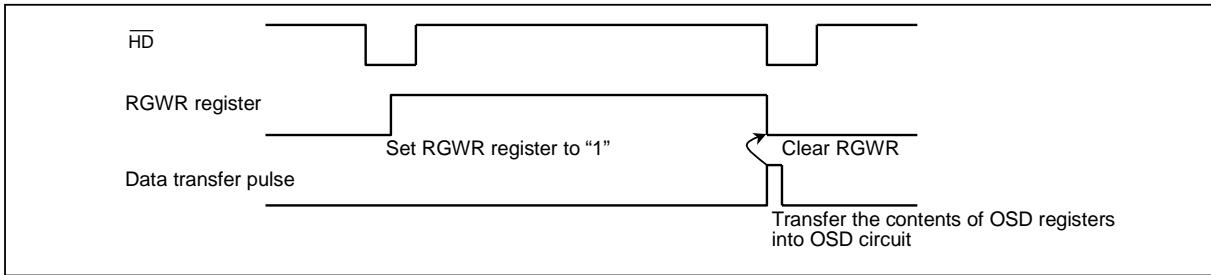 HD
RGWR register
Set RGWR register to “1”
Clear RGWR
Data transfer pulse
Transfer the contents of OSD registers
into OSD circuit